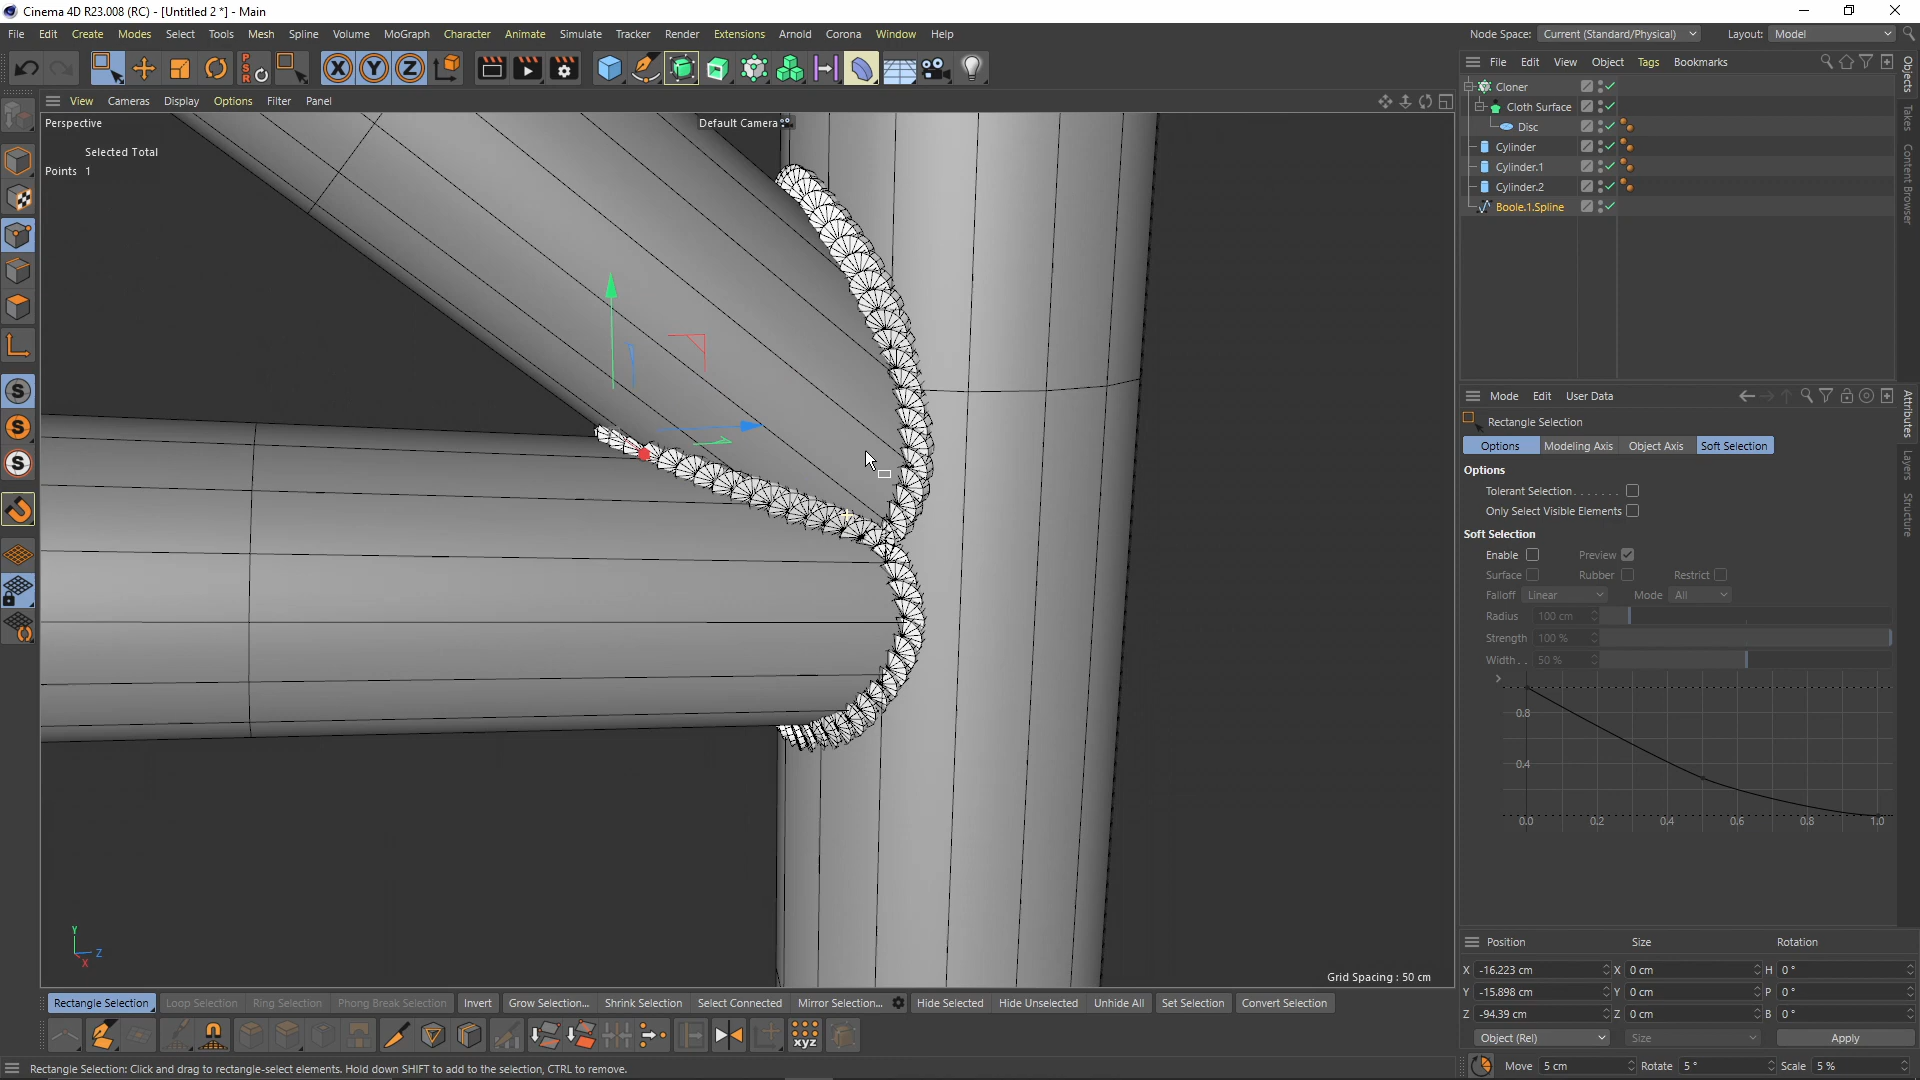 Cinema 4D R23.008 (RC) - [Untitled 2 *] - Main
File Edit Create Modes Select Tools Mesh Spline Volume MoGraph Character Animate Simulate Tracker Render Extensions Arnold Corona Window Help
Node Space: Current (Standard/Physical) Layout: Model
PSR X Y Z
File Edit View Object Tags Bookmarks
View Cameras Display Options Filter Panel
Perspective
Default Camera
Selected Total
Points 1
Cloner
Cloth Surface
Disc
Cylinder
Cylinder.1
Cylinder.2
Boole.1.Spline
Objects
Takes
Content Browser
Attributes
Layers
Structure
S
S
S
Mode Edit User Data
Rectangle Selection
Options Modeling Axis Object Axis Soft Selection
Options
Tolerant Selection.......
Only Select Visible Elements
Soft Selection
Enable Preview
Surface Rubber Restrict
Falloff Linear Mode All
Radius 100 cm
Strength 100 %
Width.. 50 %
0.8
0.4
0.0 0.2 0.4 0.6 0.8 1.0
Y
Z
X
Grid Spacing : 50 cm
Position Size Rotation
X -16.223 cm X 0 cm H 0 °
Y -15.898 cm Y 0 cm P 0 °
Z -94.39 cm Z 0 cm B 0 °
Object (Rel) Size Apply
Rectangle Selection Loop Selection Ring Selection Phong Break Selection Invert Grow Selection... Shrink Selection Select Connected Mirror Selection... Hide Selected Hide Unselected Unhide All Set Selection Convert Selection
xyz
Rectangle Selection: Click and drag to rectangle-select elements. Hold down SHIFT to add to the selection, CTRL to remove.
Move 5 cm Rotate 5 ° Scale 5 %